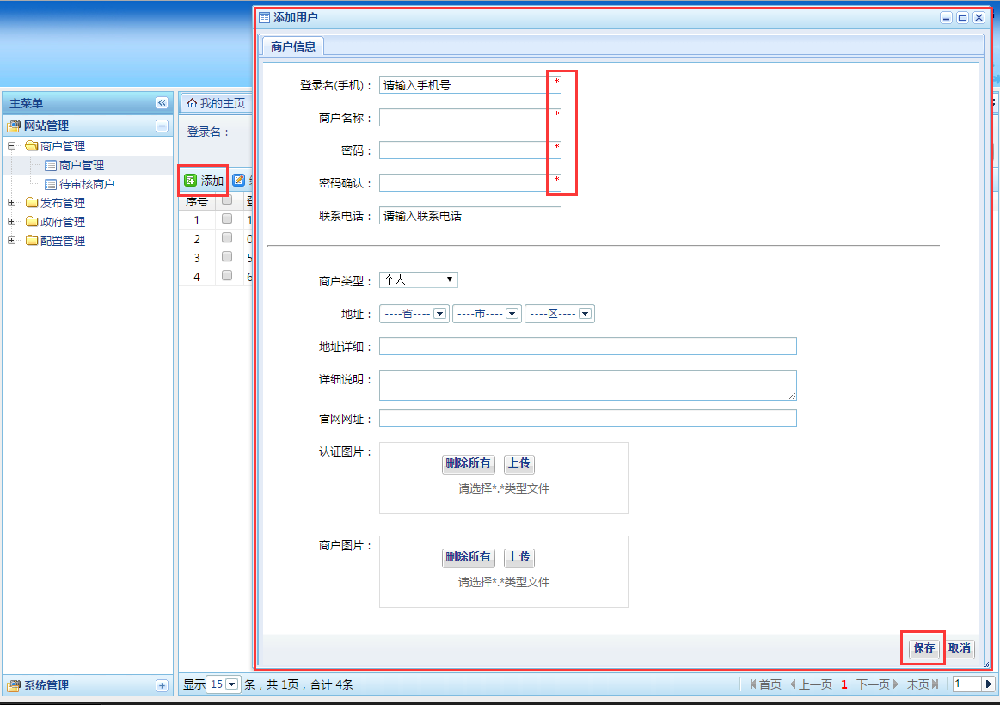 添加用户
商户信息
登录名(手机)： 请输入手机号 *
商户名称： *
密码： *
密码确认： *
联系电话： 请输入联系电话
商户类型： 个人
地址： ----省---- ----市---- ----区----
地址详细：
详细说明：
官网网址：
认证图片：
删除所有 上传
请选择*.*类型文件
商户图片：
删除所有 上传
请选择*.*类型文件
保存 取消
主菜单
网站管理
商户管理
商户管理
待审核商户
发布管理
政府管理
配置管理
系统管理
我的主页
登录名：
添加
序号
1 1
2 0
3 5
4 6
显示 15 条，共 1页，合计 4条
首页 上一页 1 下一页 末页 1